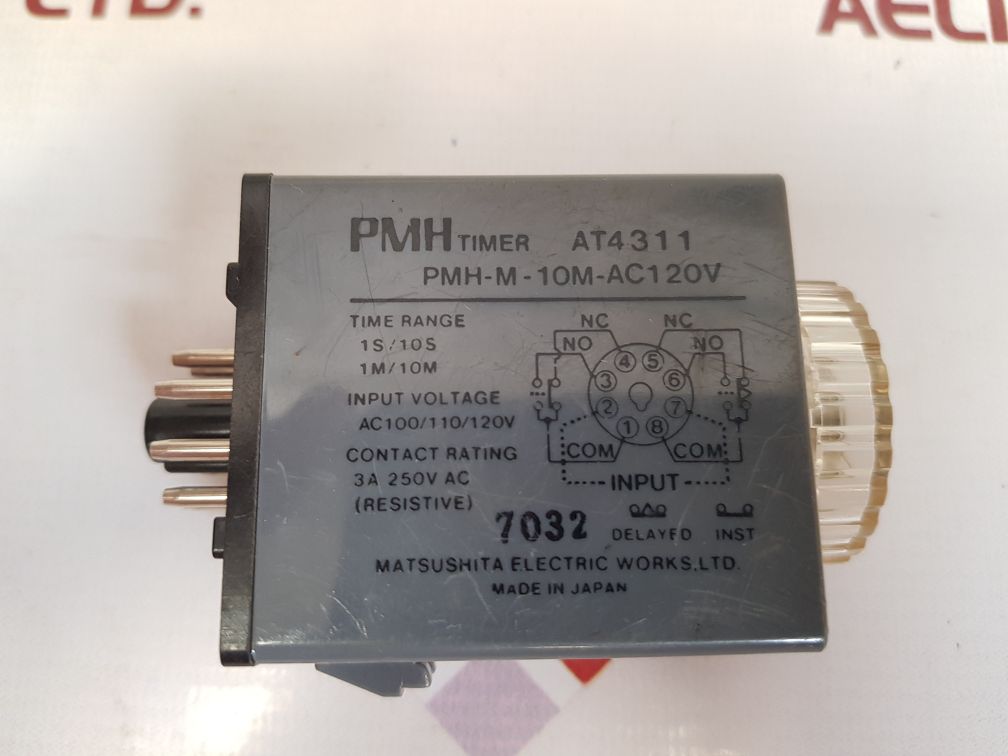 LTD.
PMH TIMER AT4311
PMH-M-10M-AC120V
TIME RANGE
1S/10S
1M/10M
INPUT VOLTAGE
AC100/110/120V
CONTACT RATING
3A 250V AC
(RESISTIVE)
NC NC
NO NO
4 5
3 6
2 7
1 8
COM COM
INPUT
DELAYED INST
7032
MATSUSHITA ELECTRIC WORKS,LTD.
MADE IN JAPAN